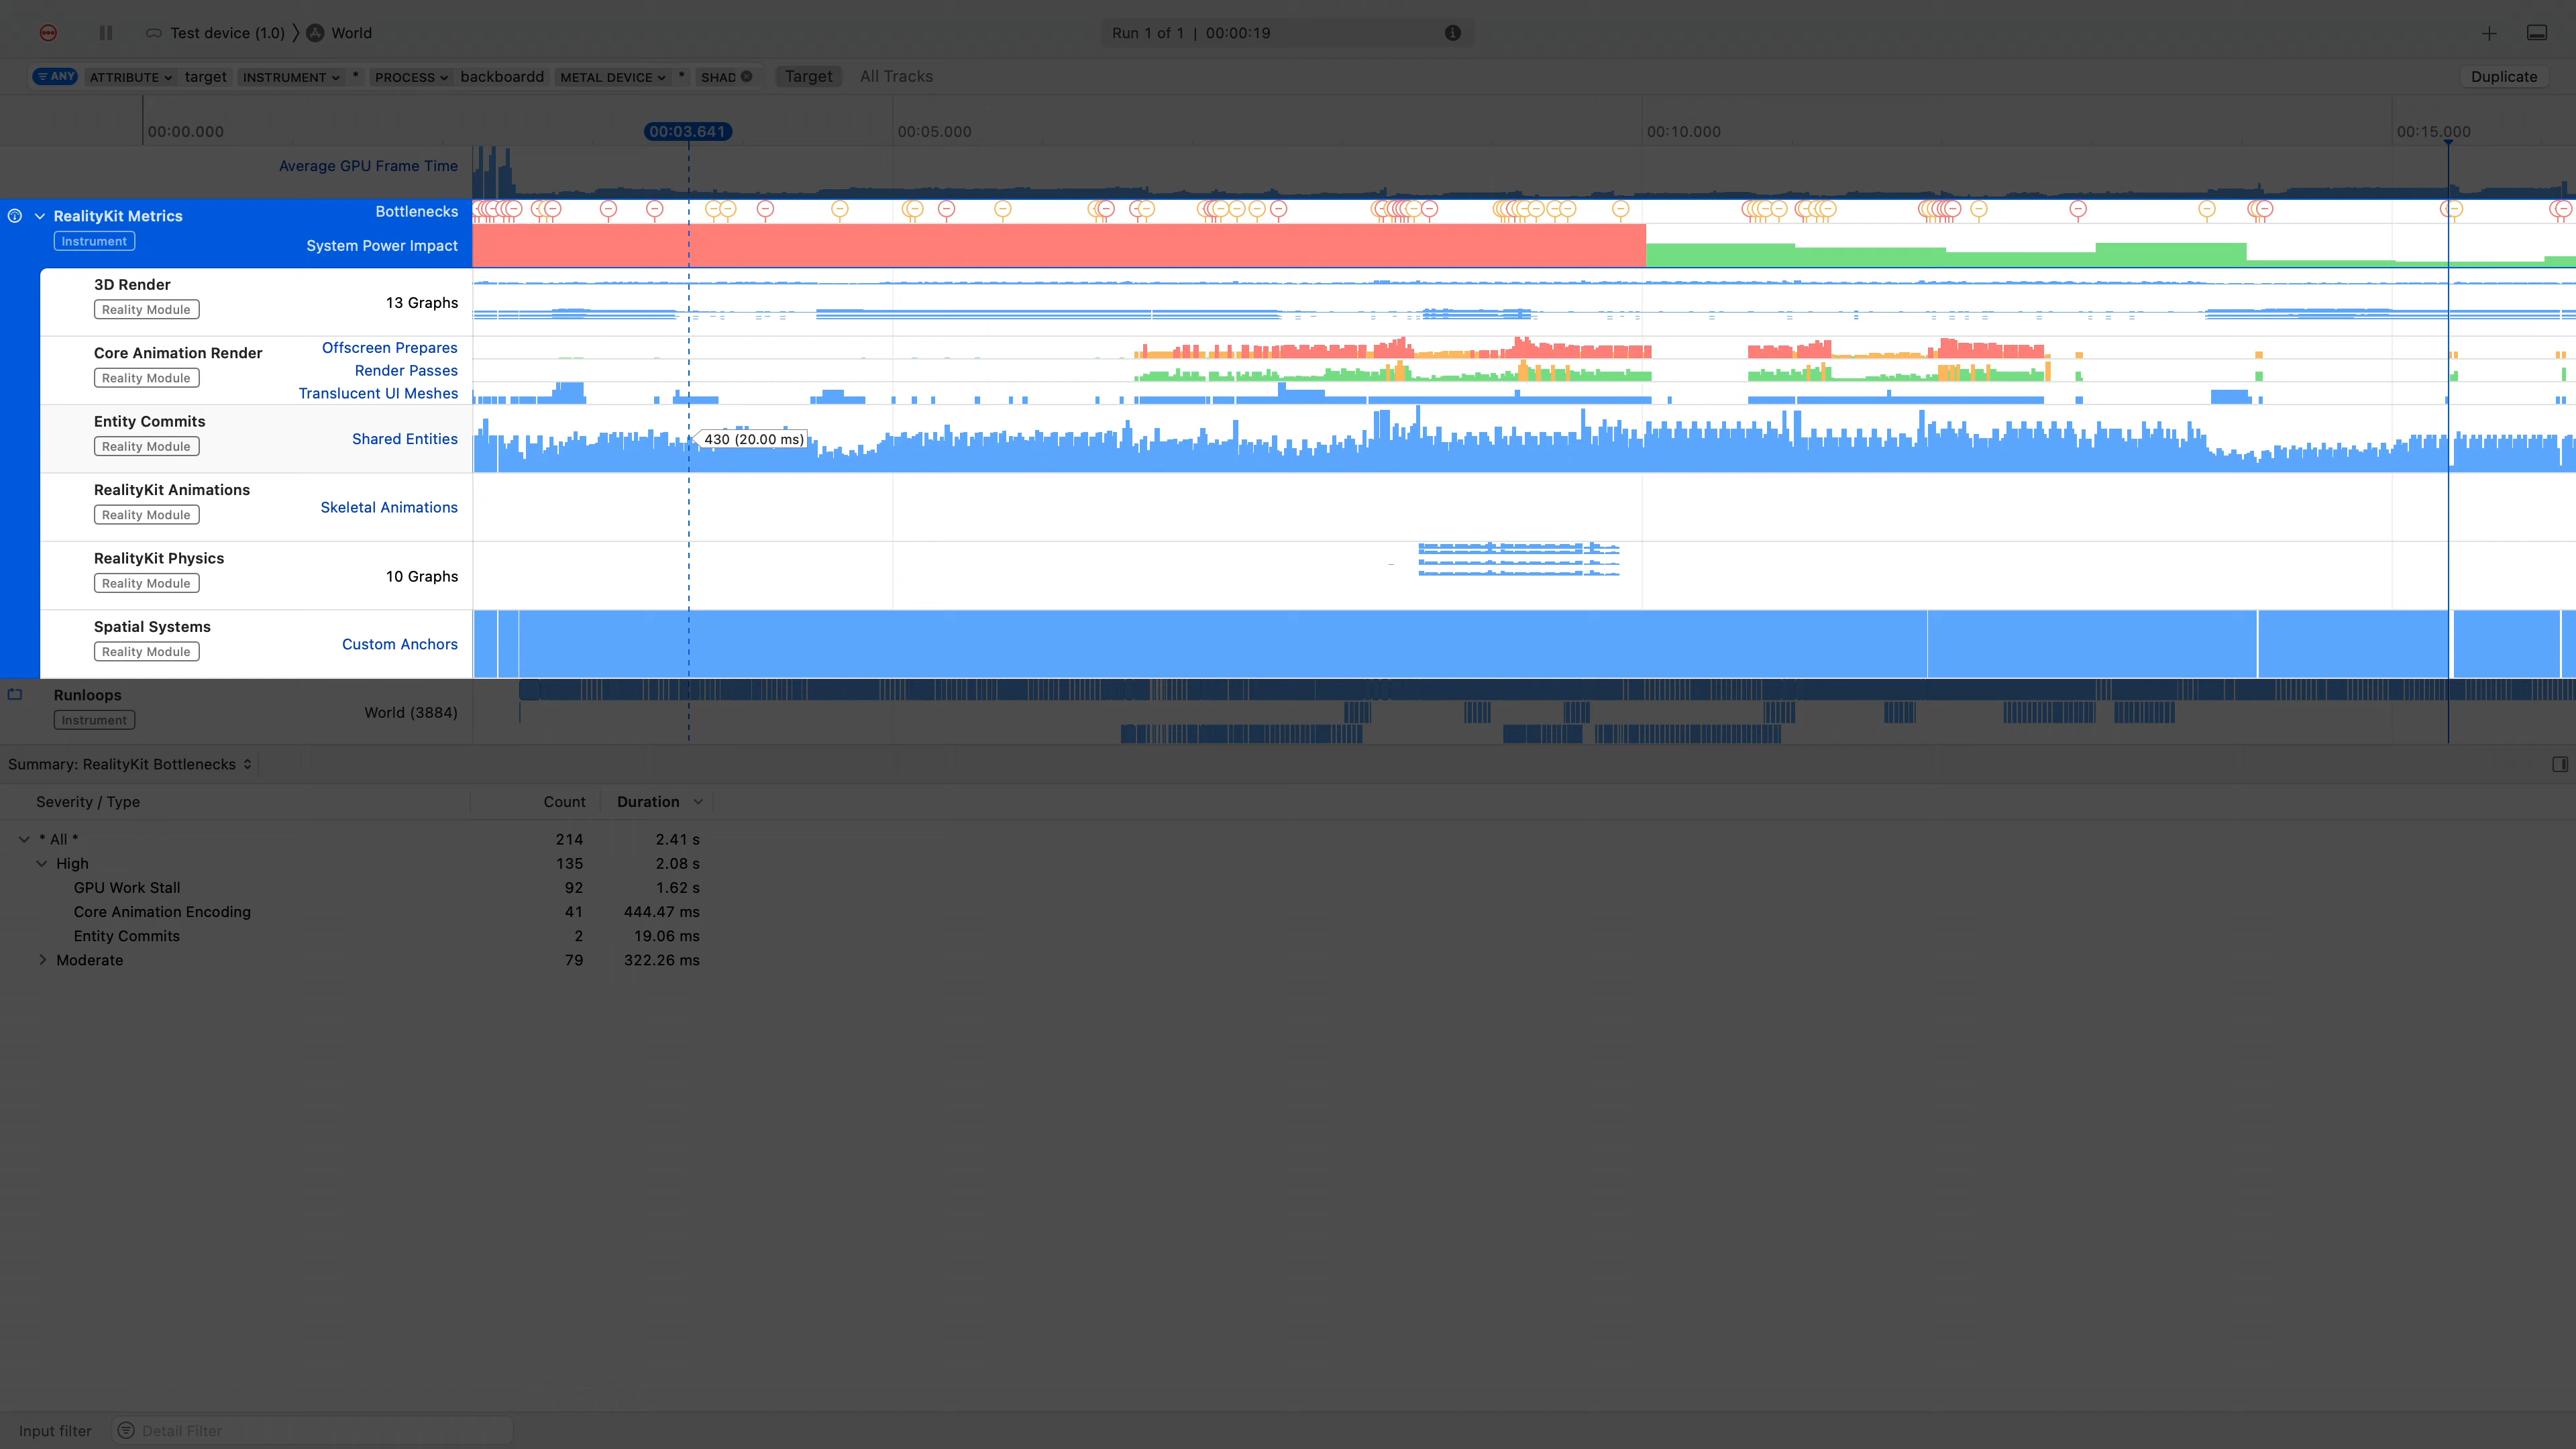 Test device (1.0) 〉 World
Run 1 of 1 | 00:00:19
ANY ATTRIBUTE target INSTRUMENT * PROCESS backboardd METAL DEVICE * SHAD Target All Tracks Duplicate
00:00.000 00:03.641 00:05.000 00:10.000 00:15.000
Average GPU Frame Time
RealityKit Metrics
Instrument
Bottlenecks
System Power Impact
3D Render
Reality Module
13 Graphs
Core Animation Render
Reality Module
Offscreen Prepares
Render Passes
Translucent UI Meshes
Entity Commits
Reality Module
Shared Entities
430 (20.00 ms)
RealityKit Animations
Reality Module
Skeletal Animations
RealityKit Physics
Reality Module
10 Graphs
Spatial Systems
Reality Module
Custom Anchors
Runloops
Instrument
World (3884)
Summary: RealityKit Bottlenecks
Severity / Type Count Duration
* All * 214 2.41 s
High 135 2.08 s
GPU Work Stall 92 1.62 s
Core Animation Encoding 41 444.47 ms
Entity Commits 2 19.06 ms
Moderate 79 322.26 ms
Input filter Detail Filter